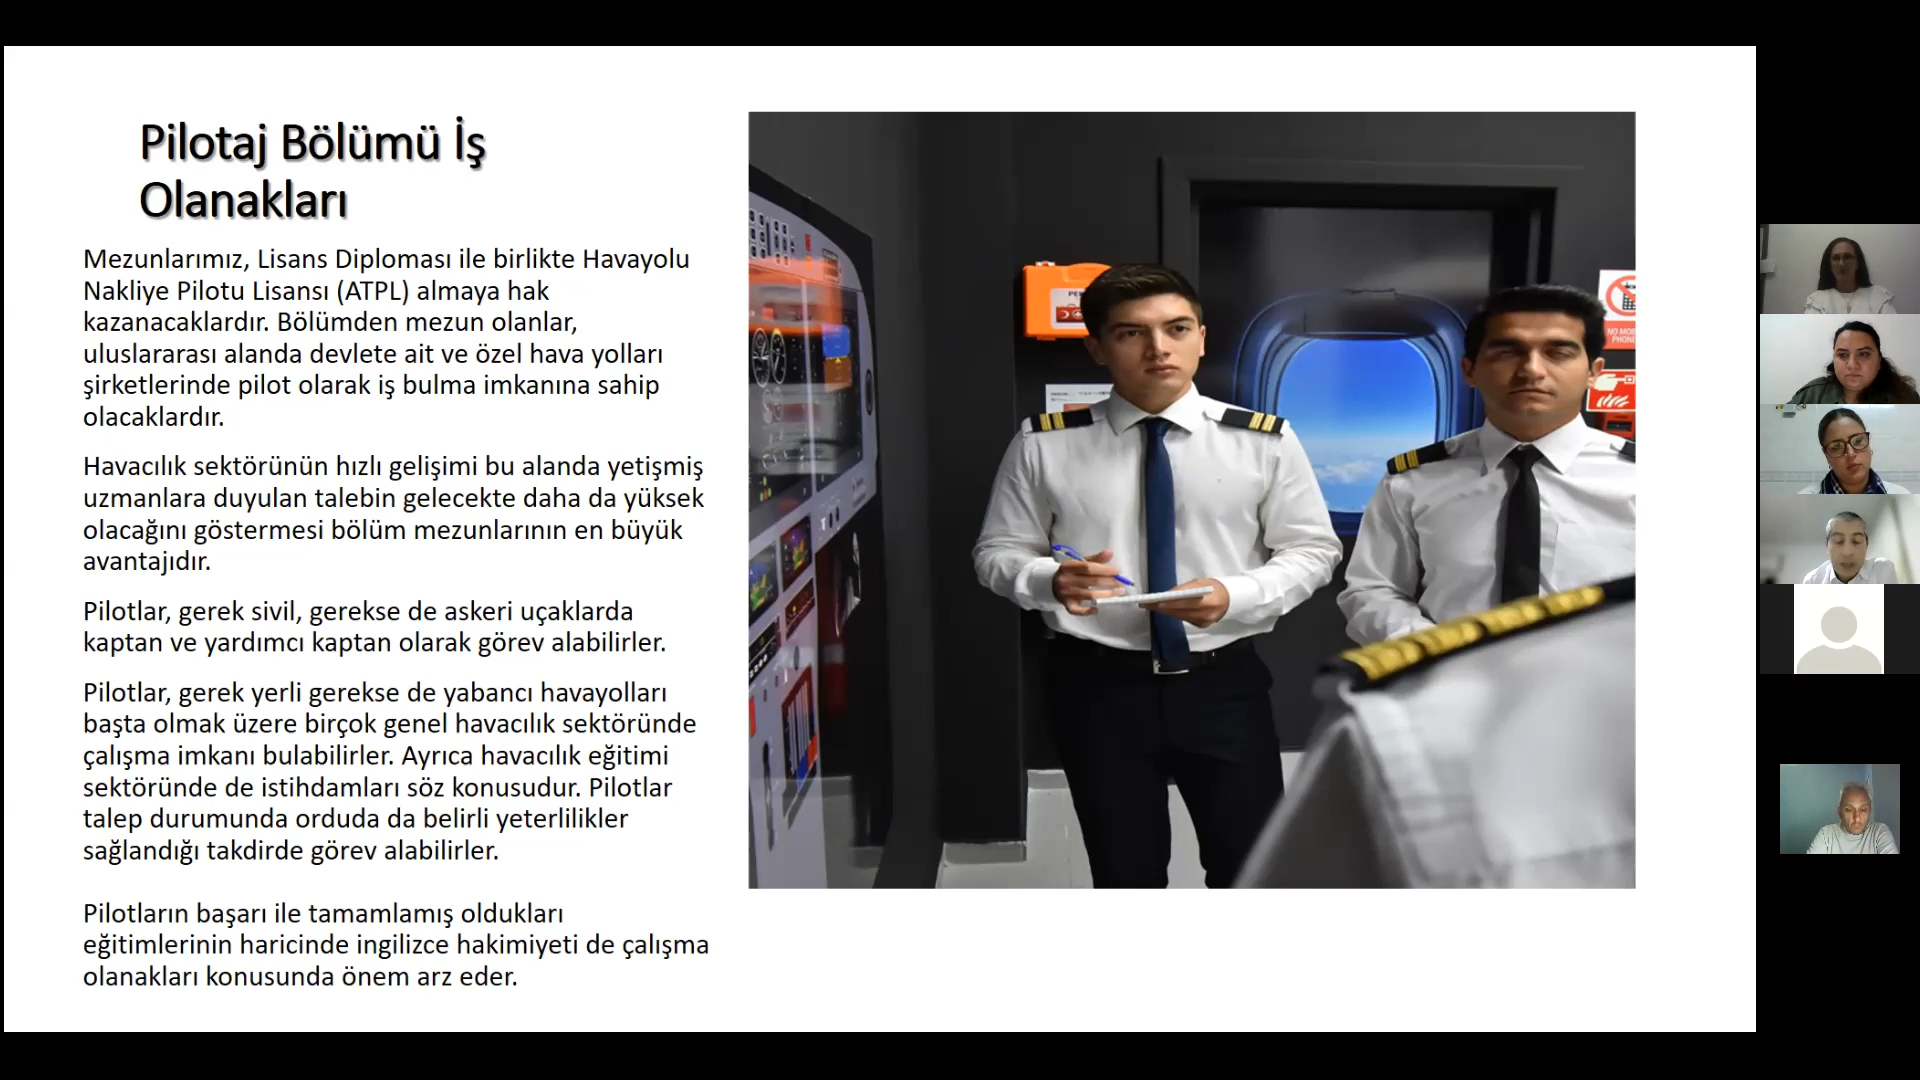 Pilotaj Bölümü İş
Olanakları
Mezunlarımız, Lisans Diploması ile birlikte Havayolu
Nakliye Pilotu Lisansı (ATPL) almaya hak
kazanacaklardır. Bölümden mezun olanlar,
uluslararası alanda devlete ait ve özel hava yolları
şirketlerinde pilot olarak iş bulma imkanına sahip
olacaklardır.
Havacılık sektörünün hızlı gelişimi bu alanda yetişmiş
uzmanlara duyulan talebin gelecekte daha da yüksek
olacağını göstermesi bölüm mezunlarının en büyük
avantajıdır.
Pilotlar, gerek sivil, gerekse de askeri uçaklarda
kaptan ve yardımcı kaptan olarak görev alabilirler.
Pilotlar, gerek yerli gerekse de yabancı havayolları
başta olmak üzere birçok genel havacılık sektöründe
çalışma imkanı bulabilirler. Ayrıca havacılık eğitimi
sektöründe de istihdamları söz konusudur. Pilotlar
talep durumunda orduda da belirli yeterlilikler
sağlandığı takdirde görev alabilirler.
Pilotların başarı ile tamamlamış oldukları
eğitimlerinin haricinde ingilizce hakimiyeti de çalışma
olanakları konusunda önem arz eder.
NO MOB
PHONE